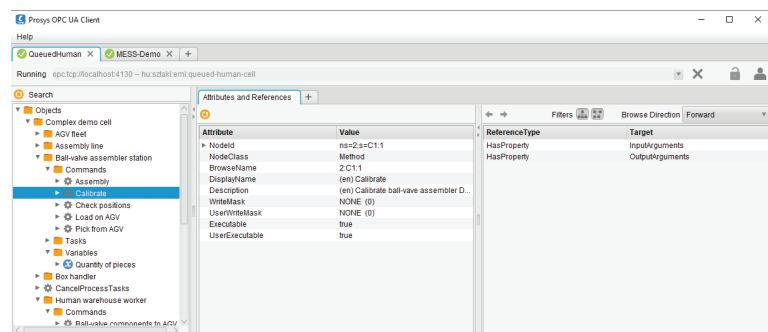 Prosys OPC UA Client
Help
QueuedHuman
MESS-Demo
+
Running opc.tcp://localhost:4130 -- hu:sztaki:emi:queued-human-cell
Search
Objects
Complex demo cell
AGV fleet
Assembly line
Ball-valve assembler station
Commands
Assembly
Calibrate
Check positions
Load on AGV
Pick from AGV
Tasks
Variables
Quantity of pieces
Box handler
CancelProcessTasks
Human warehouse worker
Commands
Ball-valve components to AGV
Attributes and References +
Attribute Value
NodeId ns=2;s=C1:1
NodeClass Method
BrowseName 2:C1:1
DisplayName (en) Calibrate
Description (en) Calibrate ball-vave assembler D...
WriteMask NONE (0)
UserWriteMask NONE (0)
Executable true
UserExecutable true
Filters Browse Direction Forward
ReferenceType Target
HasProperty InputArguments
HasProperty OutputArguments